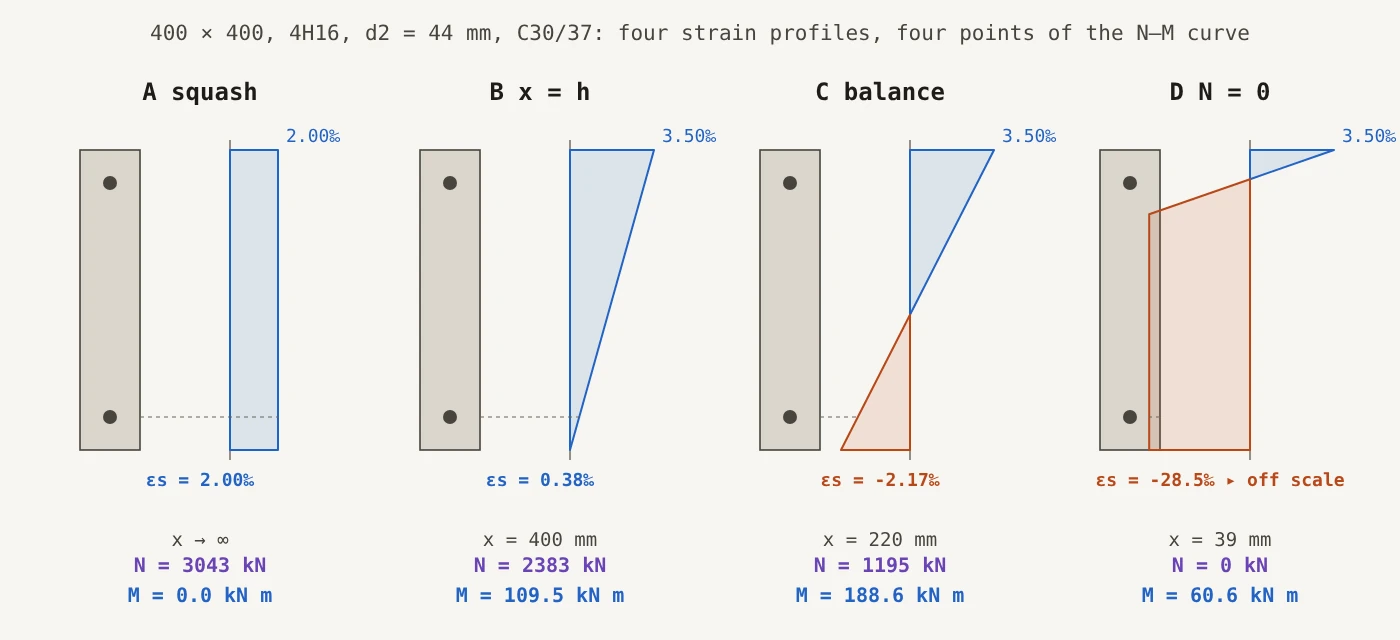 400 × 400, 4H16, d2 = 44 mm, C30/37: four strain profiles, four points of the N–M curve
A squash
B x = h
C balance
D N = 0
2.00‰
3.50‰
3.50‰
3.50‰
εs = 2.00‰
εs = 0.38‰
εs = -2.17‰
εs = -28.5‰ ▸ off scale
x → ∞
x = 400 mm
x = 220 mm
x = 39 mm
N = 3043 kN
N = 2383 kN
N = 1195 kN
N = 0 kN
M = 0.0 kN m
M = 109.5 kN m
M = 188.6 kN m
M = 60.6 kN m